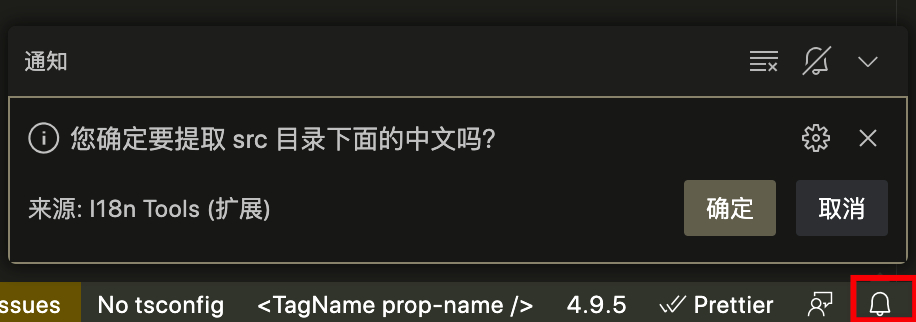 通知
您确定要提取 src 目录下面的中文吗?
来源: I18n Tools (扩展)
确定 取消
ssues No tsconfig <TagName prop-name /> 4.9.5 Prettier